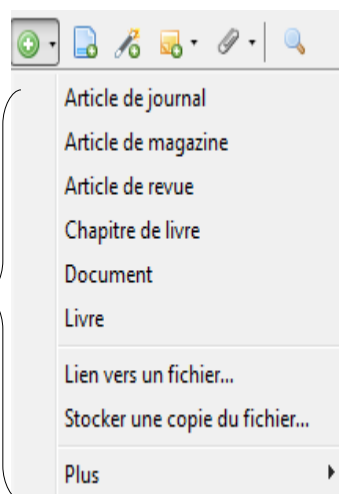 Article de journal
Article de magazine
Article de revue
Chapitre de livre
Document
Livre
Lien vers un fichier...
Stocker une copie du fichier...
Plus